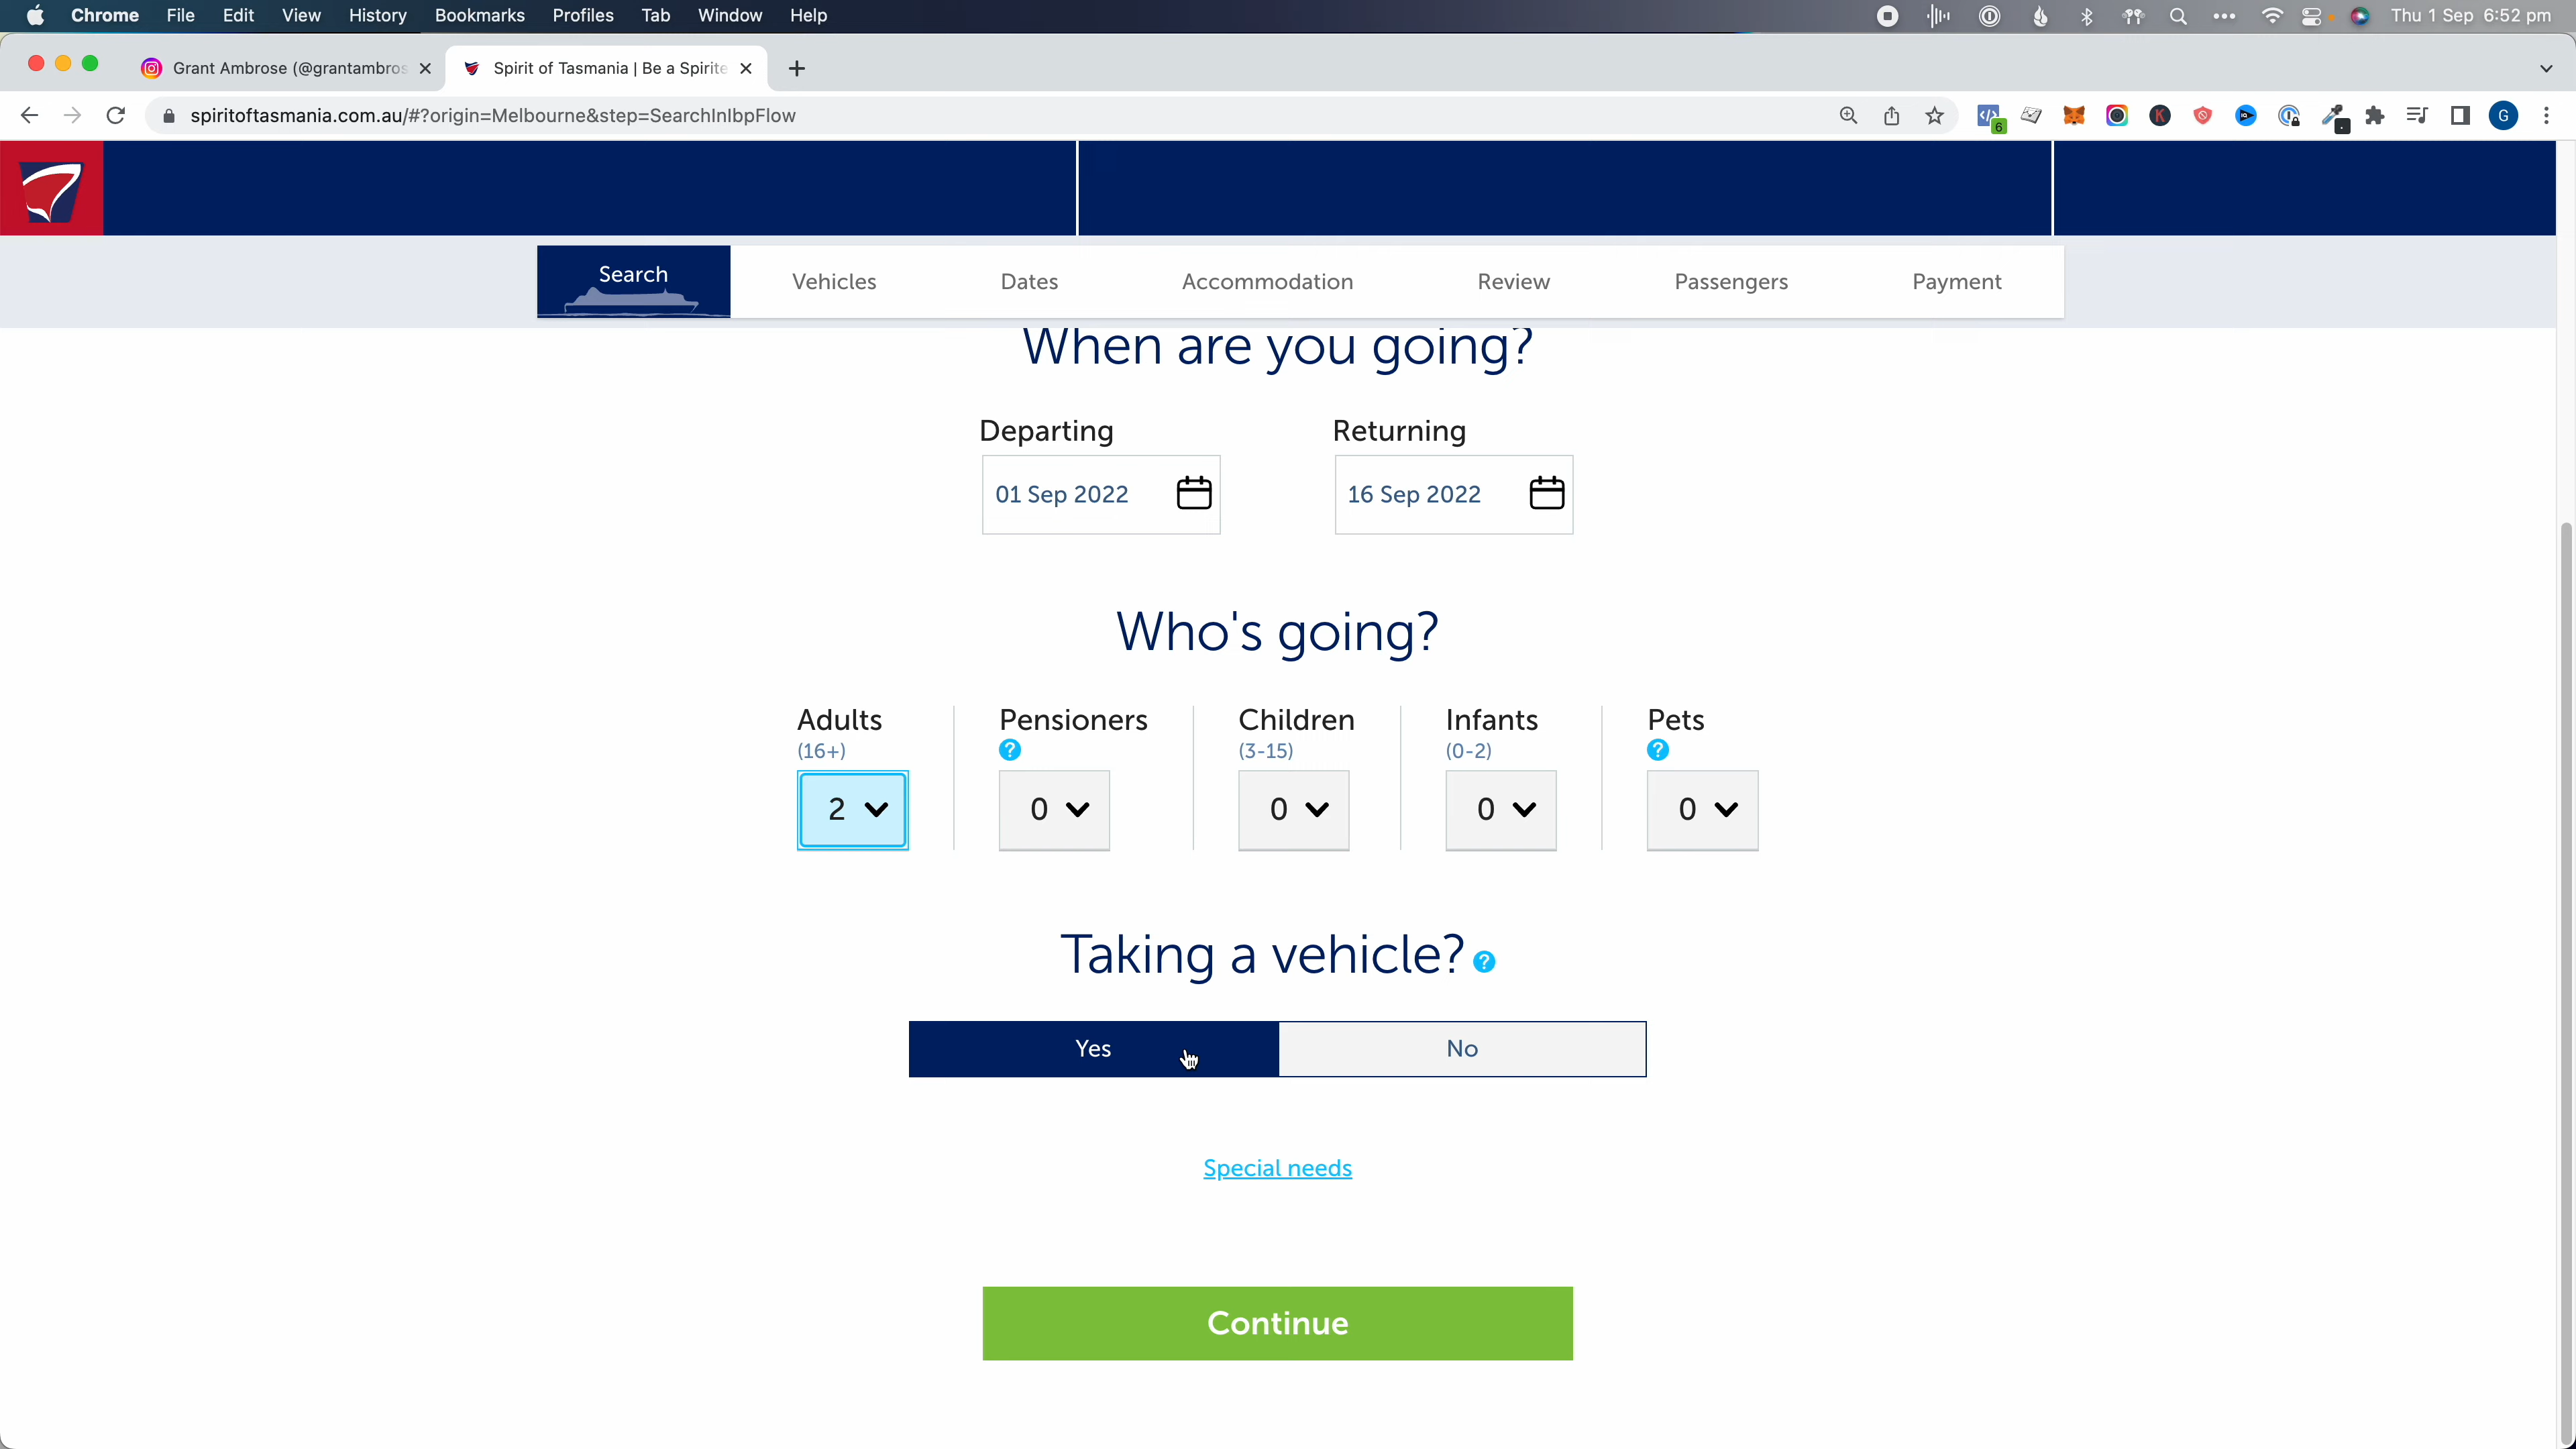 Chrome File Edit View History Bookmarks Profiles Tab Window Help Thu 1 Sep 6:52 pm
Grant Ambrose (@grantambros Spirit of Tasmania | Be a Spirite
spiritoftasmania.com.au/#?origin=Melbourne&step=SearchInIbpFlow
6
G
Search Vehicles Dates Accommodation Review Passengers Payment
When are you going?
Departing Returning
01 Sep 2022 16 Sep 2022
Who's going?
Adults Pensioners Children Infants Pets
(16+) ? (3-15) (0-2) ?
2 0 0 0 0
Taking a vehicle? ?
Yes No
Special needs
Continue